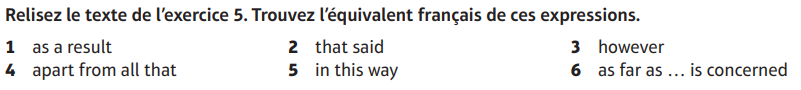 Relisez le texte de l’exercice 5. Trouvez l’équivalent français de ces expressions.
1 as a result 2 that said 3 however
4 apart from all that 5 in this way 6 as far as … is concerned